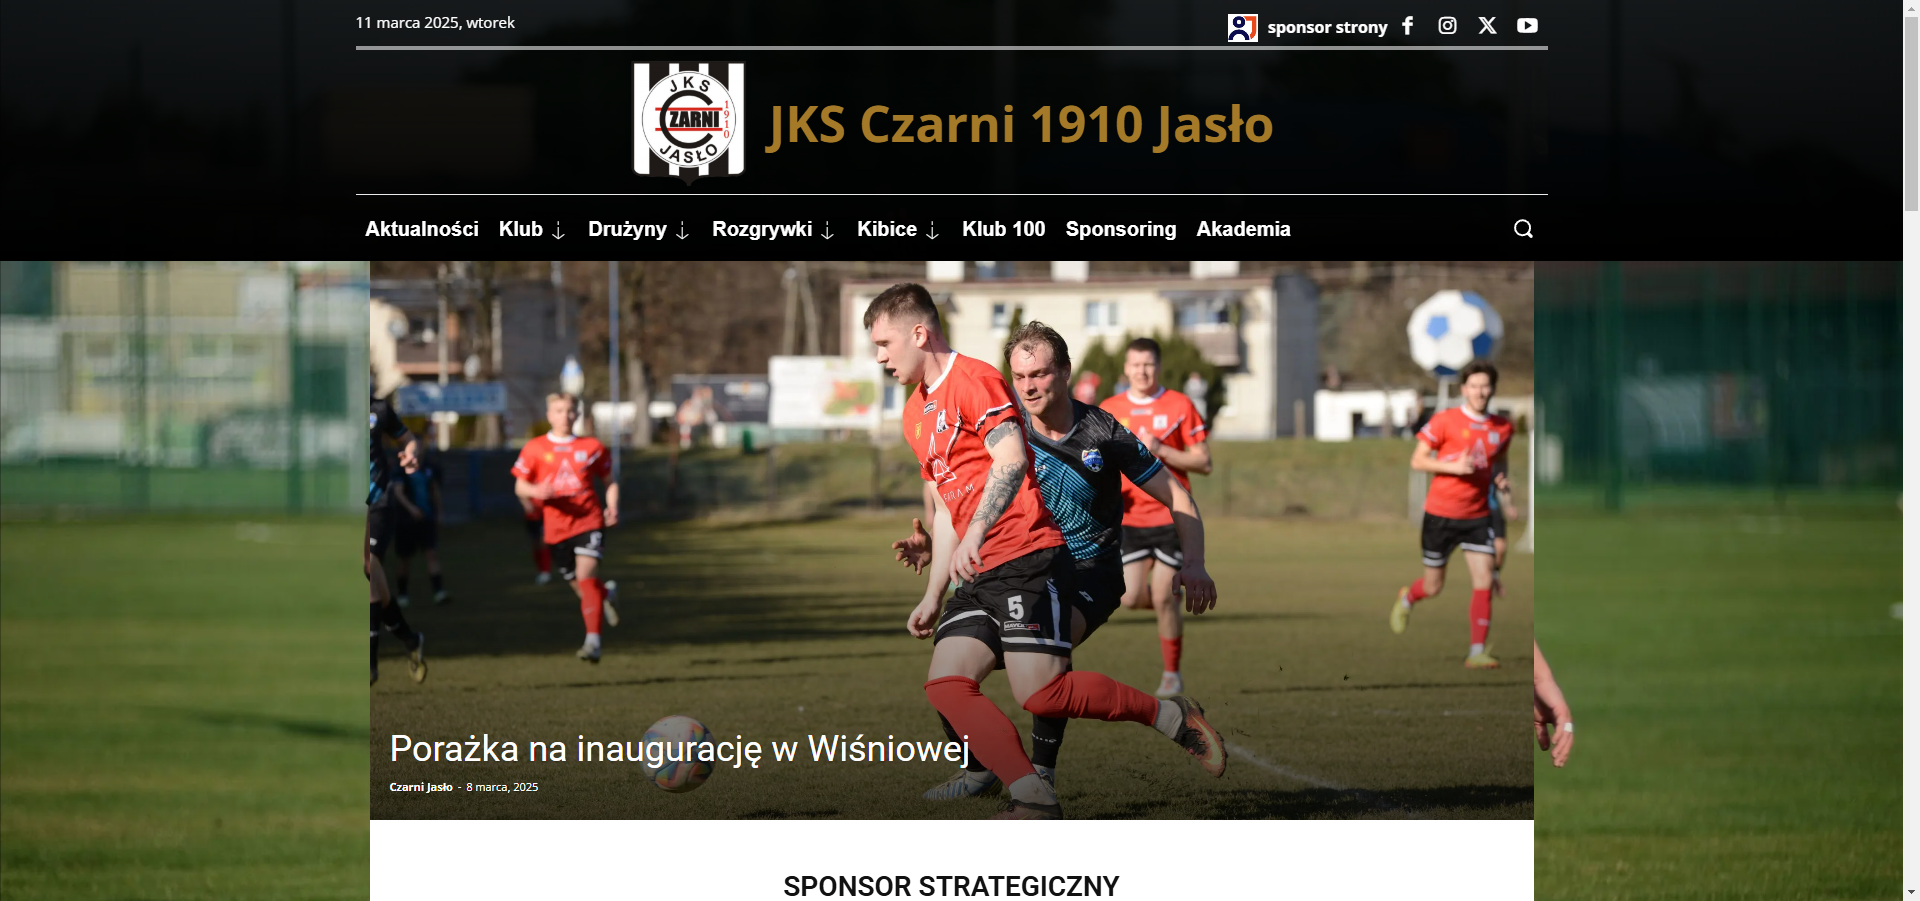 11 marca 2025, wtorek
sponsor strony
JKS
CZARNI
1910
JASŁO
JKS Czarni 1910 Jasło
Aktualności Klub Drużyny Rozgrywki Kibice Klub 100 Sponsoring Akademia
5
Porażka na inaugurację w Wiśniowej
Czarni Jasło - 8 marca, 2025
SPONSOR STRATEGICZNY